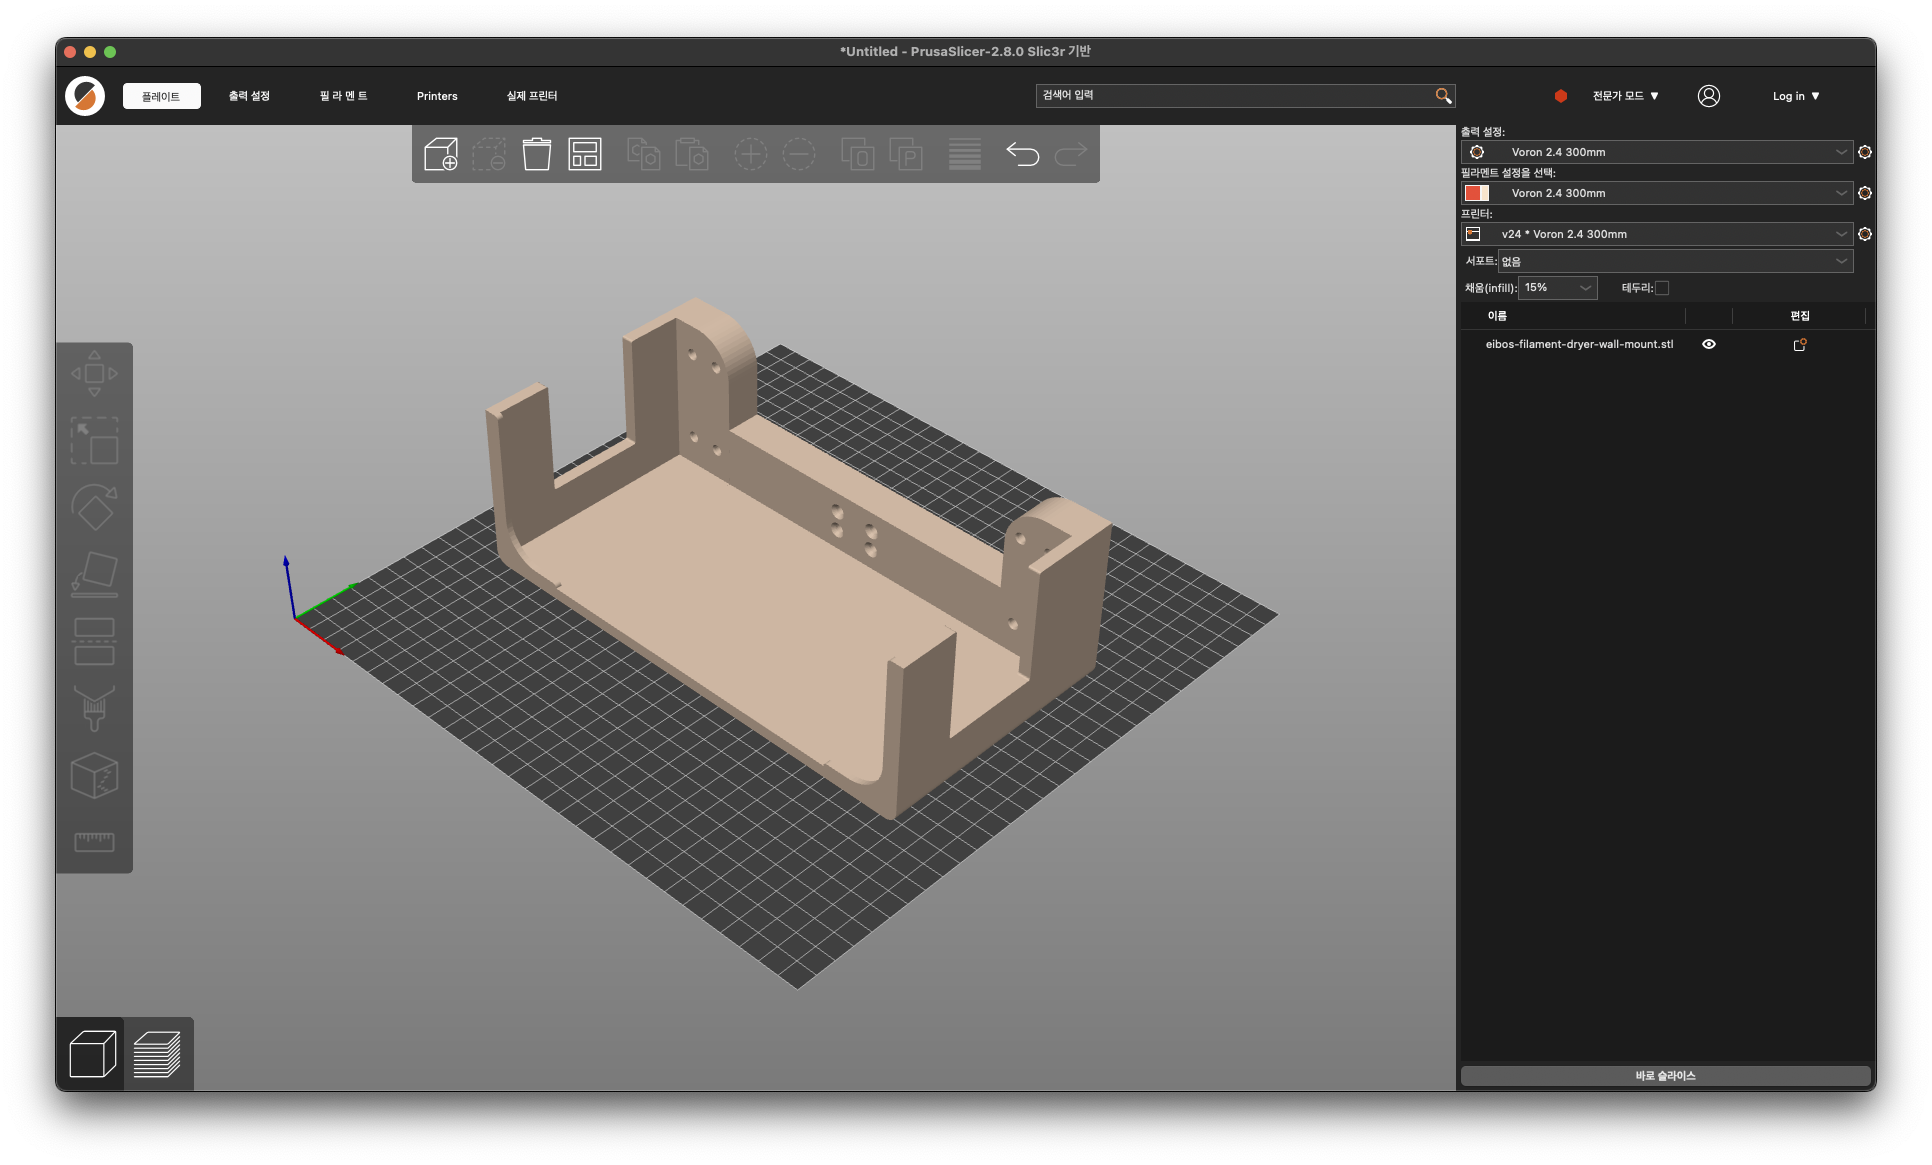 *Untitled - PrusaSlicer-2.8.0 Slic3r 기반
플레이트
출력 설정
필 라 멘 트
Printers
실제 프린터
검색어 입력
전문가 모드 ▼
Log in ▼
출력 설정:
Voron 2.4 300mm
필라멘트 설정을 선택:
Voron 2.4 300mm
프린터:
v24 * Voron 2.4 300mm
서포트: 없음
채움(infill): 15% 테두리:
이름 편집
eibos-filament-dryer-wall-mount.stl
바로 슬라이스